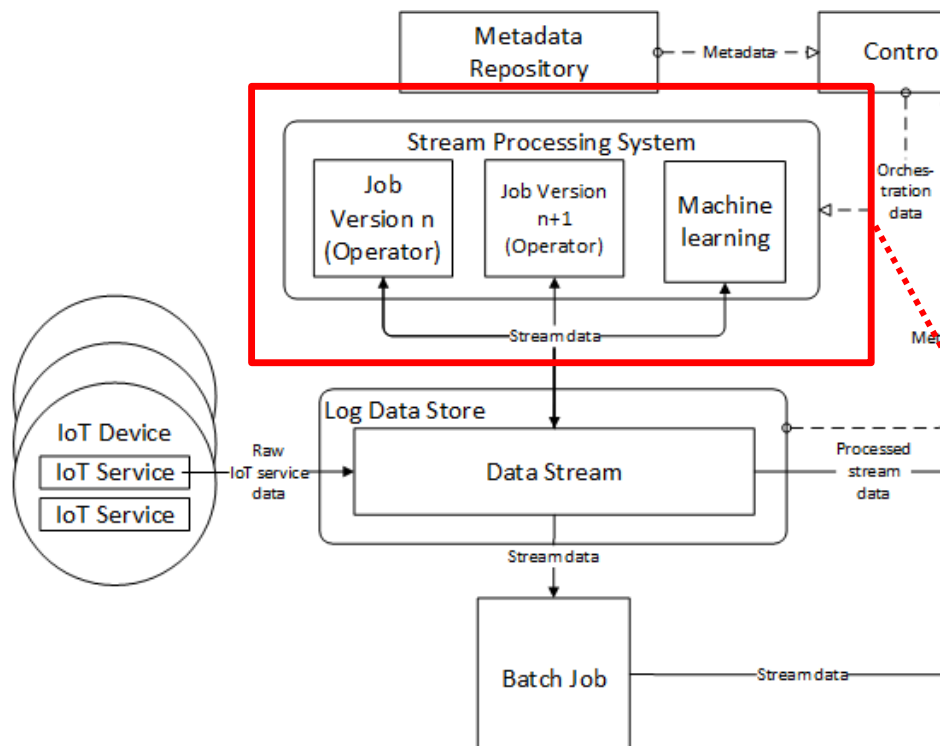 Metadata
Repository
Metadata
Contro
Stream Processing System
Job
Version n
(Operator)
Job Version
n+1
(Operator)
Machine
learning
Orches-
tration
data
Stream data
Met
Log Data Store
IoT Device
IoT Service
IoT Service
Raw
IoT service
data
Data Stream
Processed
stream
data
Stream data
Batch Job
Stream data